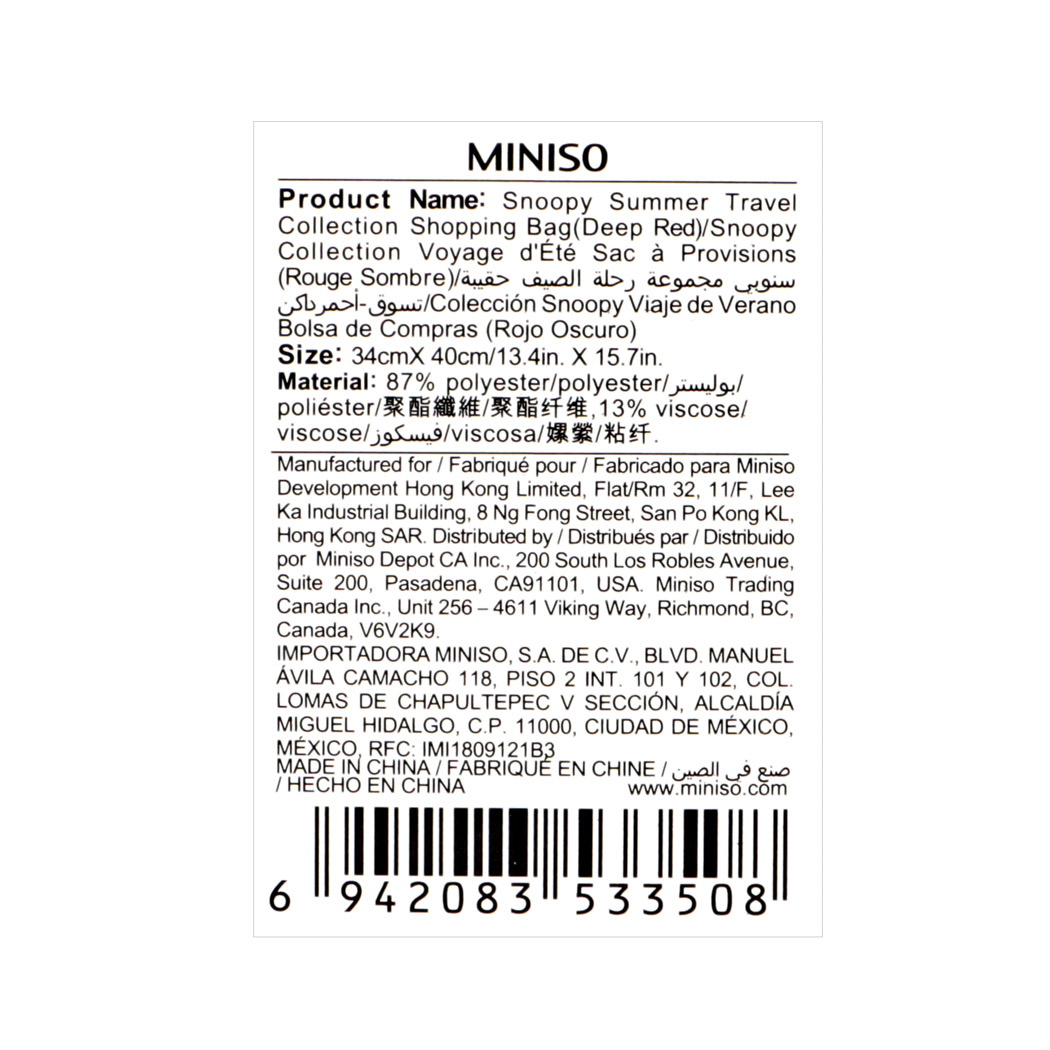 MINISO
Product Name: Snoopy Summer Travel
Collection Shopping Bag(Deep Red)/Snoopy
Collection Voyage d'Été Sac à Provisions
(Rouge Sombre)/سنوبي مجموعة رحلة الصيف حقيبة
تسوق-أحمرداكن/Colección Snoopy Viaje de Verano
Bolsa de Compras (Rojo Oscuro)
Size: 34cmX 40cm/13.4in. X 15.7in.
Material: 87% polyester/polyester/بوليستر/
poliéster/聚酯纖維/聚酯纤维,13% viscose/
viscose/فيسكوز/viscosa/嫘縈/粘纤.
Manufactured for / Fabriqué pour / Fabricado para Miniso
Development Hong Kong Limited, Flat/Rm 32, 11/F, Lee
Ka Industrial Building, 8 Ng Fong Street, San Po Kong KL,
Hong Kong SAR. Distributed by / Distribués par / Distribuido
por Miniso Depot CA Inc., 200 South Los Robles Avenue,
Suite 200, Pasadena, CA91101, USA. Miniso Trading
Canada Inc., Unit 256 – 4611 Viking Way, Richmond, BC,
Canada, V6V2K9.
IMPORTADORA MINISO, S.A. DE C.V., BLVD. MANUEL
ÁVILA CAMACHO 118, PISO 2 INT. 101 Y 102, COL.
LOMAS DE CHAPULTEPEC V SECCIÓN, ALCALDÍA
MIGUEL HIDALGO, C.P. 11000, CIUDAD DE MÉXICO,
MÉXICO, RFC: IMI1809121B3
MADE IN CHINA / FABRIQUÉ EN CHINE / صنع في الصين
/ HECHO EN CHINA www.miniso.com
6 942083 533508